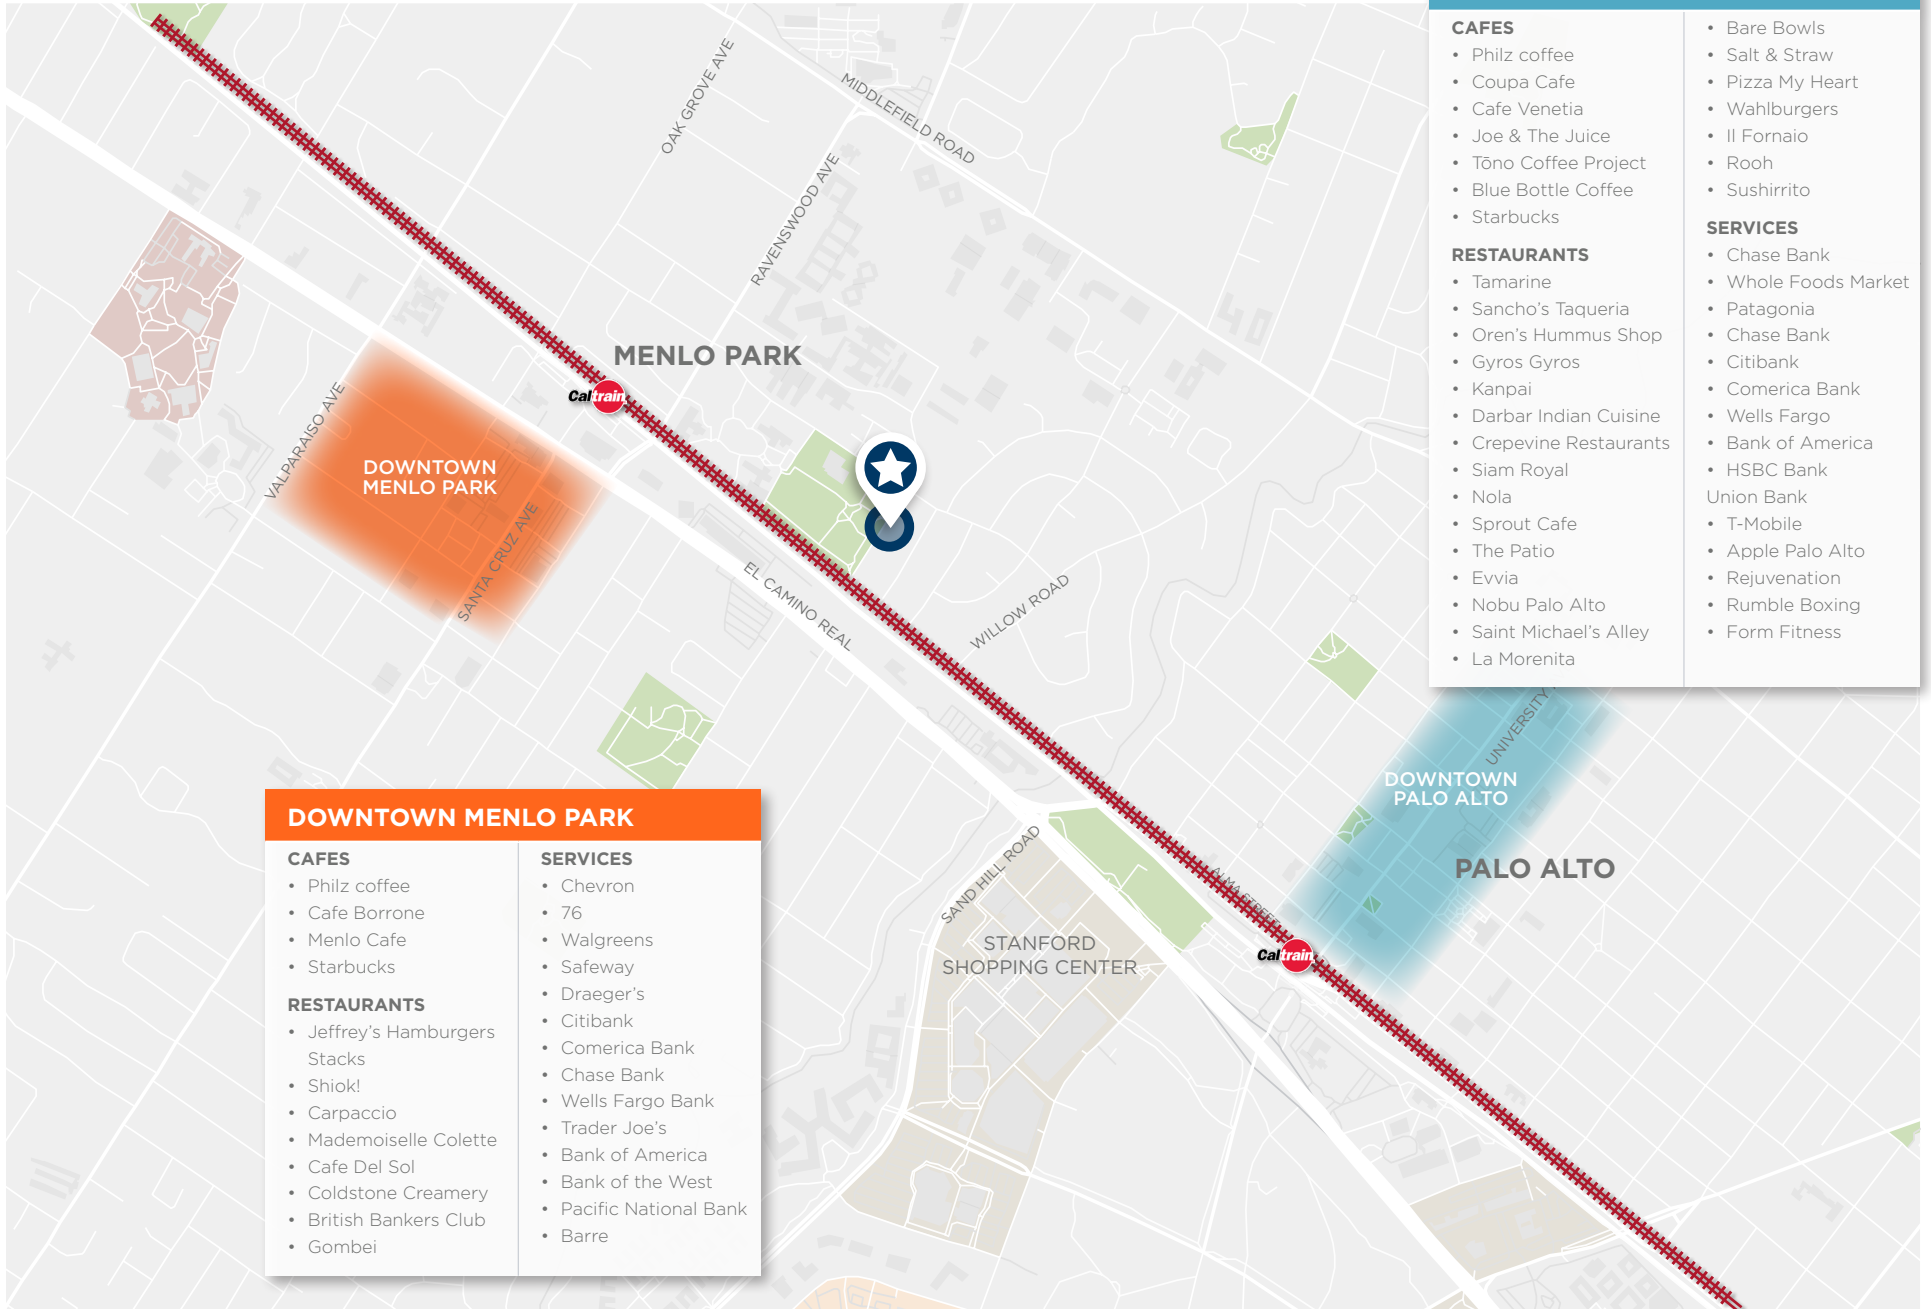 OAK GROVE AVE
MIDDLEFIELD ROAD
RAVENSWOOD AVE
MENLO PARK
Caltrain
VALPARAISO AVE
DOWNTOWN
MENLO PARK
SANTA CRUZ AVE
EL CAMINO REAL
WILLOW ROAD
UNIVERSITY
DOWNTOWN
PALO ALTO
PALO ALTO
SAND HILL ROAD
ALMA STREET
STANFORD
SHOPPING CENTER
Caltrain
CAFES
• Philz coffee
• Coupa Cafe
• Cafe Venetia
• Joe & The Juice
• Tōno Coffee Project
• Blue Bottle Coffee
• Starbucks
RESTAURANTS
• Tamarine
• Sancho's Taqueria
• Oren's Hummus Shop
• Gyros Gyros
• Kanpai
• Darbar Indian Cuisine
• Crepevine Restaurants
• Siam Royal
• Nola
• Sprout Cafe
• The Patio
• Evvia
• Nobu Palo Alto
• Saint Michael's Alley
• La Morenita
• Bare Bowls
• Salt & Straw
• Pizza My Heart
• Wahlburgers
• Il Fornaio
• Rooh
• Sushirrito
SERVICES
• Chase Bank
• Whole Foods Market
• Patagonia
• Chase Bank
• Citibank
• Comerica Bank
• Wells Fargo
• Bank of America
• HSBC Bank
Union Bank
• T-Mobile
• Apple Palo Alto
• Rejuvenation
• Rumble Boxing
• Form Fitness
DOWNTOWN MENLO PARK
CAFES
• Philz coffee
• Cafe Borrone
• Menlo Cafe
• Starbucks
RESTAURANTS
• Jeffrey's Hamburgers
Stacks
• Shiok!
• Carpaccio
• Mademoiselle Colette
• Cafe Del Sol
• Coldstone Creamery
• British Bankers Club
• Gombei
SERVICES
• Chevron
• 76
• Walgreens
• Safeway
• Draeger's
• Citibank
• Comerica Bank
• Chase Bank
• Wells Fargo Bank
• Trader Joe's
• Bank of America
• Bank of the West
• Pacific National Bank
• Barre